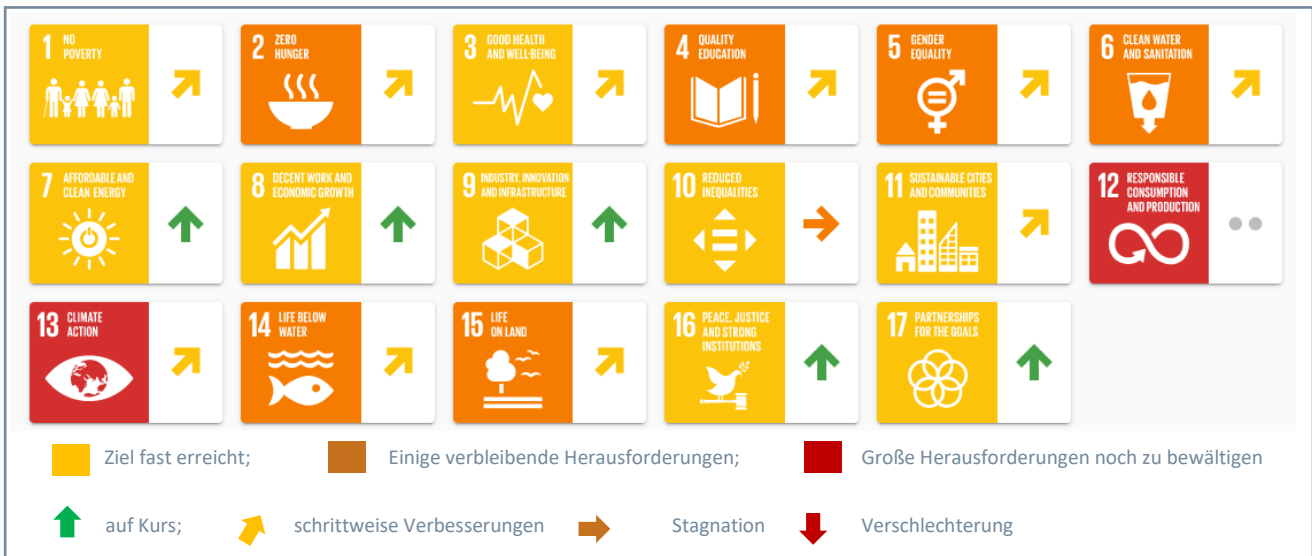 1 NO
POVERTY
2 ZERO
HUNGER
3 GOOD HEALTH
AND WELL-BEING
4 QUALITY
EDUCATION
5 GENDER
EQUALITY
6 CLEAN WATER
AND SANITATION
7 AFFORDABLE AND
CLEAN ENERGY
8 DECENT WORK AND
ECONOMIC GROWTH
9 INDUSTRY, INNOVATION
AND INFRASTRUCTURE
10 REDUCED
INEQUALITIES
11 SUSTAINABLE CITIES
AND COMMUNITIES
12 RESPONSIBLE
CONSUMPTION
AND PRODUCTION
13 CLIMATE
ACTION
14 LIFE BELOW
WATER
15 LIFE
ON LAND
16 PEACE, JUSTICE
AND STRONG
INSTITUTIONS
17 PARTNERSHIPS
FOR THE GOALS
Ziel fast erreicht; Einige verbleibende Herausforderungen; Große Herausforderungen noch zu bewältigen
auf Kurs; schrittweise Verbesserungen Stagnation Verschlechterung